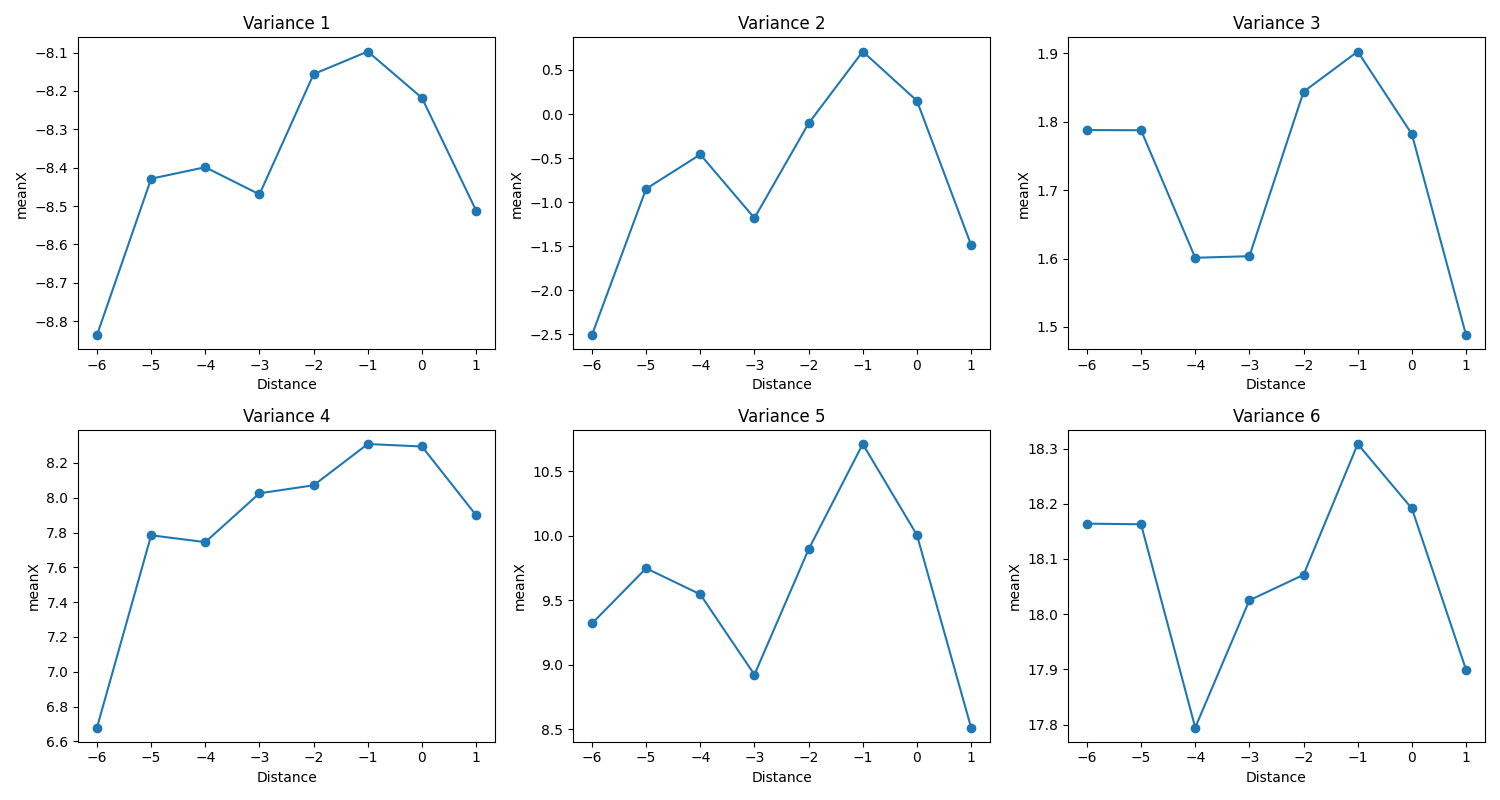 Variance 1
meanX
−8.1
−8.2
−8.3
−8.4
−8.5
−8.6
−8.7
−8.8
−6 −5 −4 −3 −2 −1 0 1
Distance
Variance 2
meanX
0.5
0.0
−0.5
−1.0
−1.5
−2.0
−2.5
−6 −5 −4 −3 −2 −1 0 1
Distance
Variance 3
meanX
1.9
1.8
1.7
1.6
1.5
−6 −5 −4 −3 −2 −1 0 1
Distance
Variance 4
meanX
8.2
8.0
7.8
7.6
7.4
7.2
7.0
6.8
6.6
−6 −5 −4 −3 −2 −1 0 1
Distance
Variance 5
meanX
10.5
10.0
9.5
9.0
8.5
−6 −5 −4 −3 −2 −1 0 1
Distance
Variance 6
meanX
18.3
18.2
18.1
18.0
17.9
17.8
−6 −5 −4 −3 −2 −1 0 1
Distance